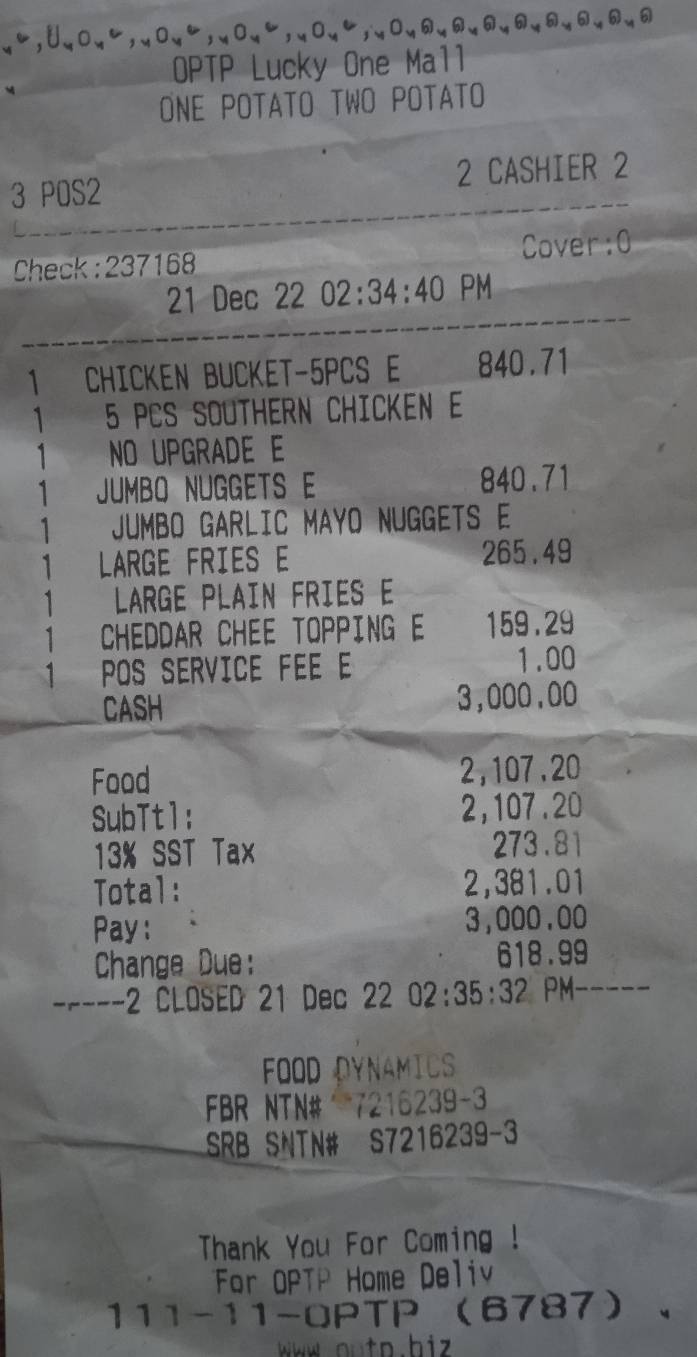 OPTP Lucky One Mall
ONE POTATO TWO POTATO
3 POS2 2 CASHIER 2
Check:237168 Cover:0
21 Dec 22 02:34:40 PM
1 CHICKEN BUCKET-5PCS E 840.71
1 5 PCS SOUTHERN CHICKEN E
1 NO UPGRADE E
1 JUMBO NUGGETS E 840.71
1 JUMBO GARLIC MAYO NUGGETS E
1 LARGE FRIES E 265.49
1 LARGE PLAIN FRIES E
1 CHEDDAR CHEE TOPPING E 159.29
1 POS SERVICE FEE E 1.00
CASH 3,000.00
Food 2,107.20
SubTtl: 2,107.20
13% SST Tax 273.81
Total: 2,381.01
Pay: 3,000.00
Change Due: 618.99
-----2 CLOSED 21 Dec 22 02:35:32 PM-----
FOOD DYNAMICS
FBR NTN# 7216239-3
SRB SNTN# S7216239-3
Thank You For Coming !
For OPTP Home Deliv
111-11-OPTP (6787)
www.optp.biz